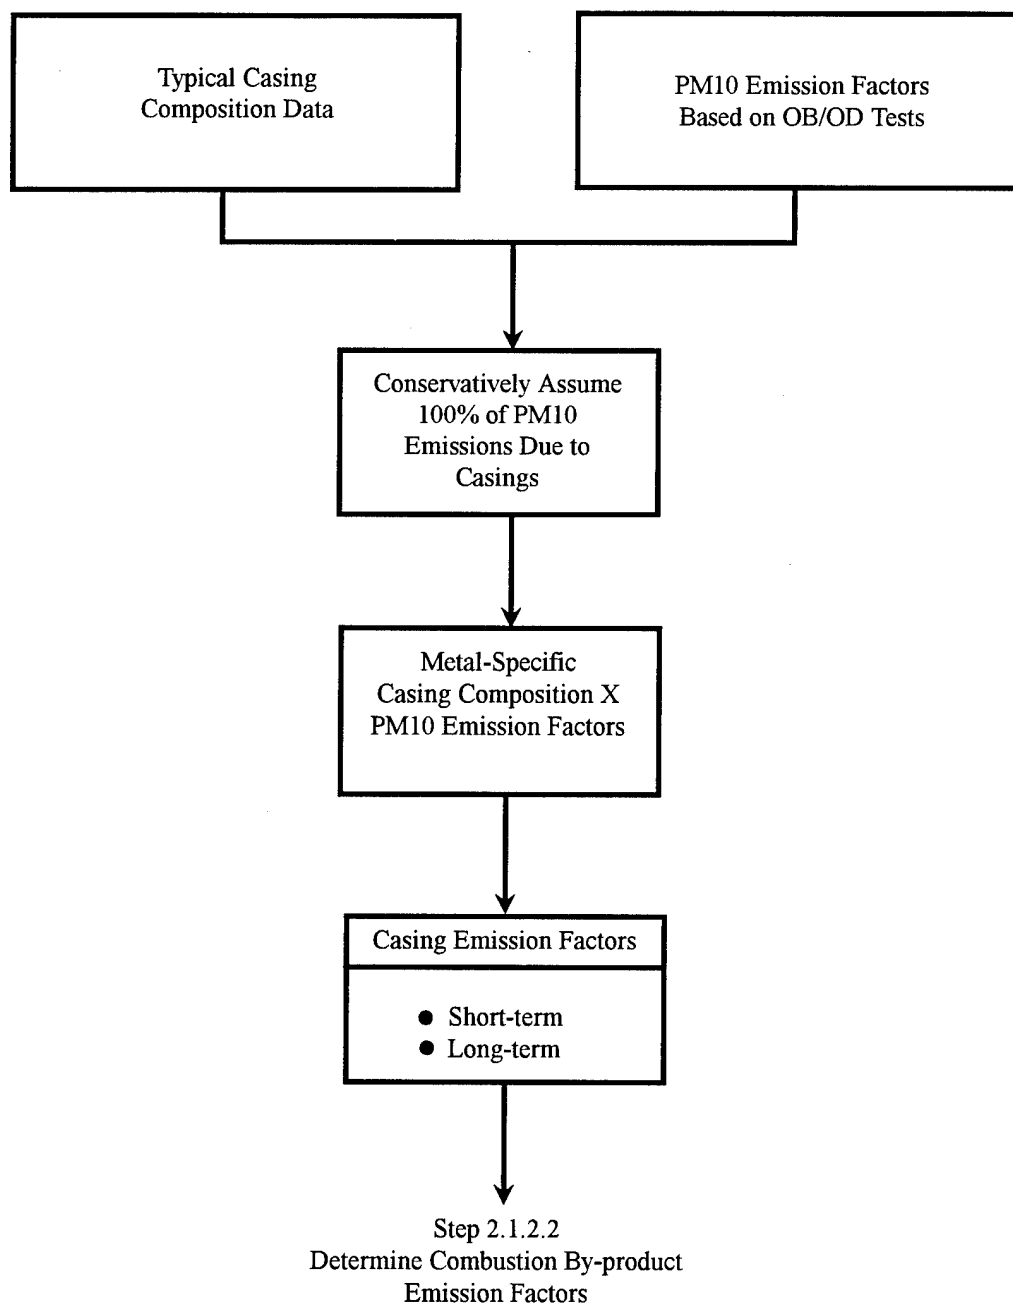 Typical Casing
Composition Data
PM10 Emission Factors
Based on OB/OD Tests
Conservatively Assume
100% of PM10
Emissions Due to
Casings
Metal-Specific
Casing Composition X
PM10 Emission Factors
Casing Emission Factors
● Short-term
● Long-term
Step 2.1.2.2
Determine Combustion By-product
Emission Factors